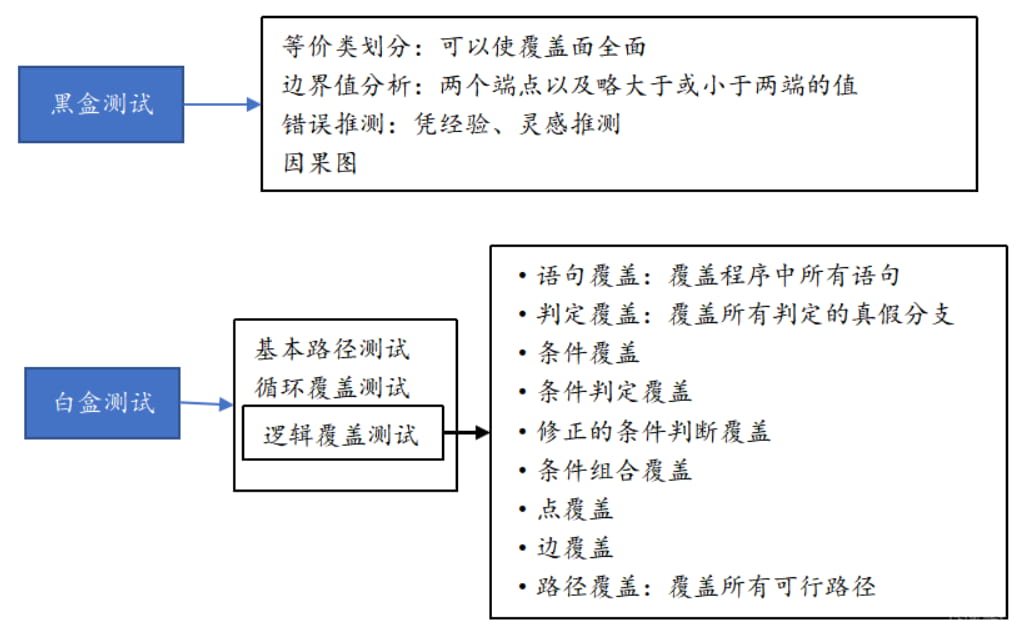 黑盒测试
等价类划分：可以使覆盖面全面
边界值分析：两个端点以及略大于或小于两端的值
错误推测：凭经验、灵感推测
因果图
白盒测试
基本路径测试
循环覆盖测试
逻辑覆盖测试
• 语句覆盖：覆盖程序中所有语句
• 判定覆盖：覆盖所有判定的真假分支
• 条件覆盖
• 条件判定覆盖
• 修正的条件判断覆盖
• 条件组合覆盖
• 点覆盖
• 边覆盖
• 路径覆盖：覆盖所有可行路径